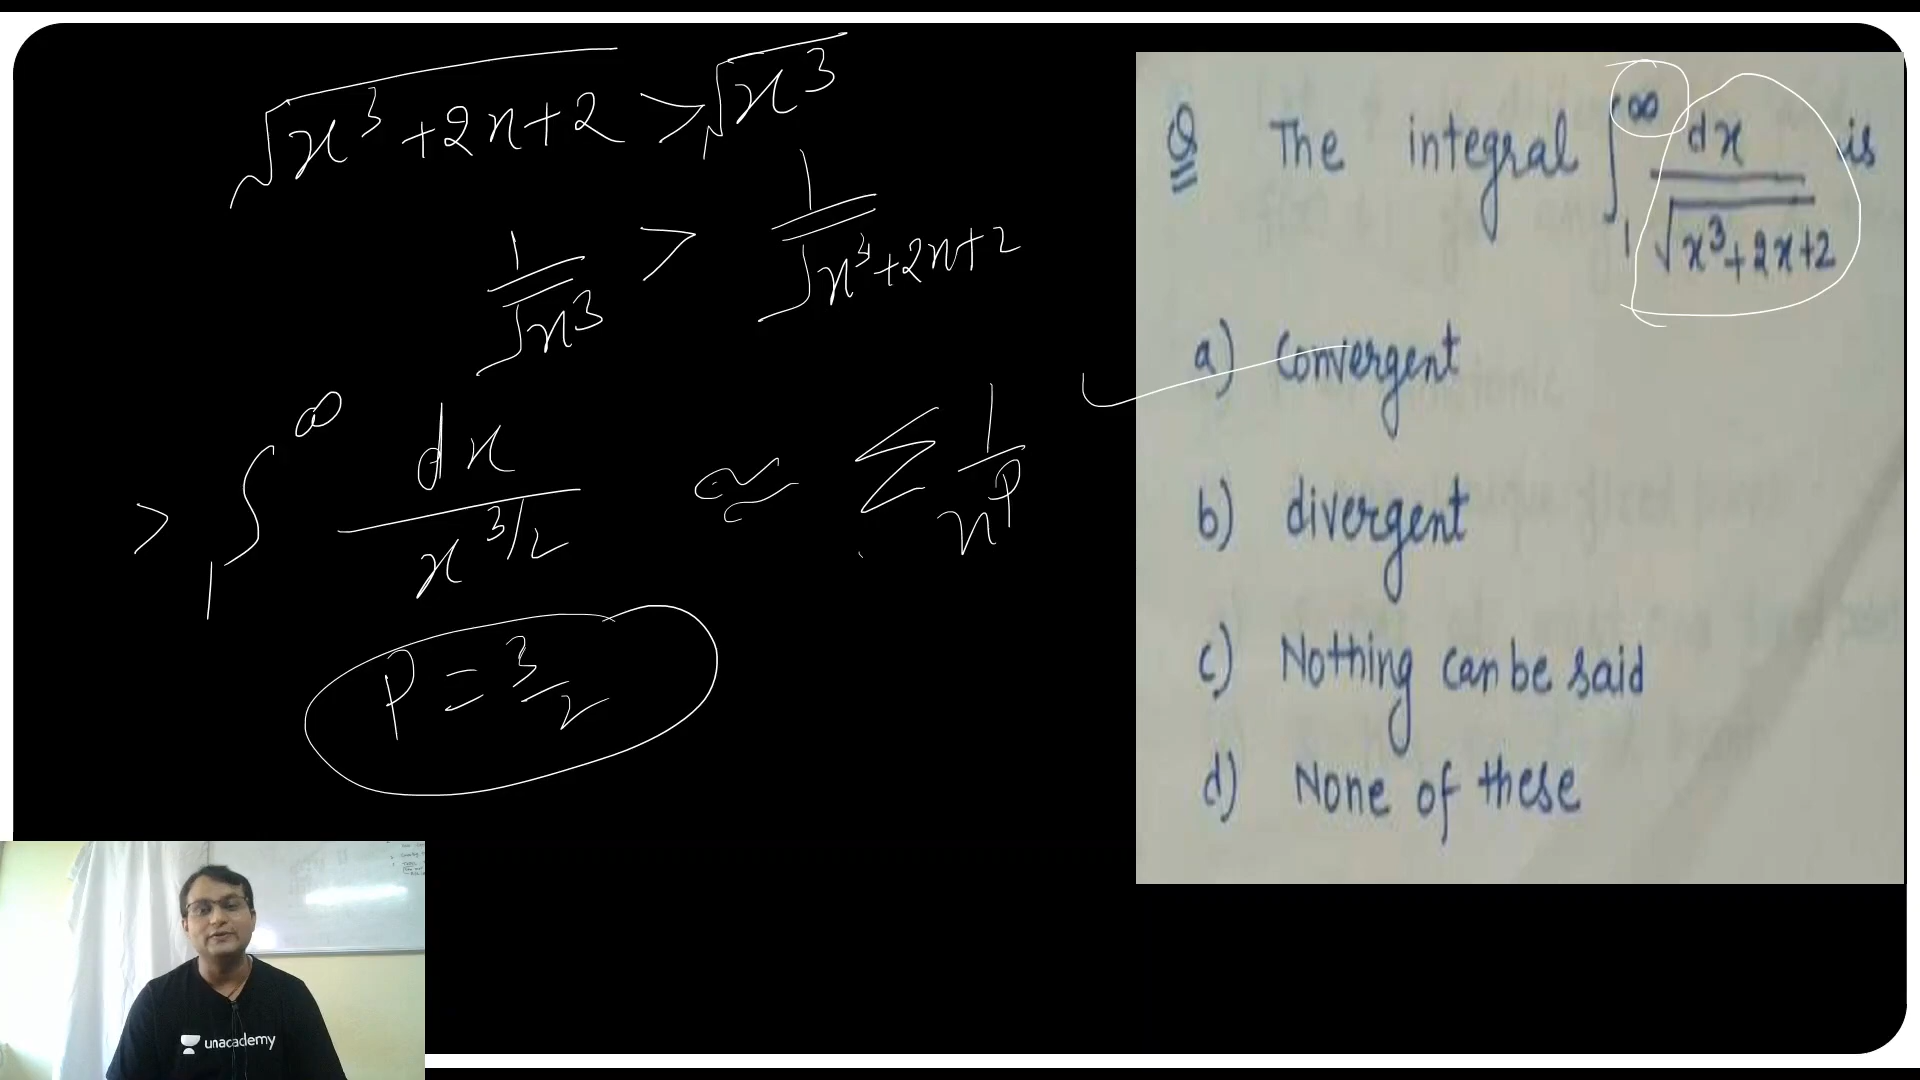 √x³+2x+2 > √x³
1/√x³ > 1/√x³+2x+2
> ∫₁^∞ dx/x^3/2 ≃ Σ 1/n^p
P = 3/2
Q The integral ∫₁^∞ dx/√x³+2x+2 is
a) Convergent
b) divergent
c) Nothing can be said
d) None of these
unacademy